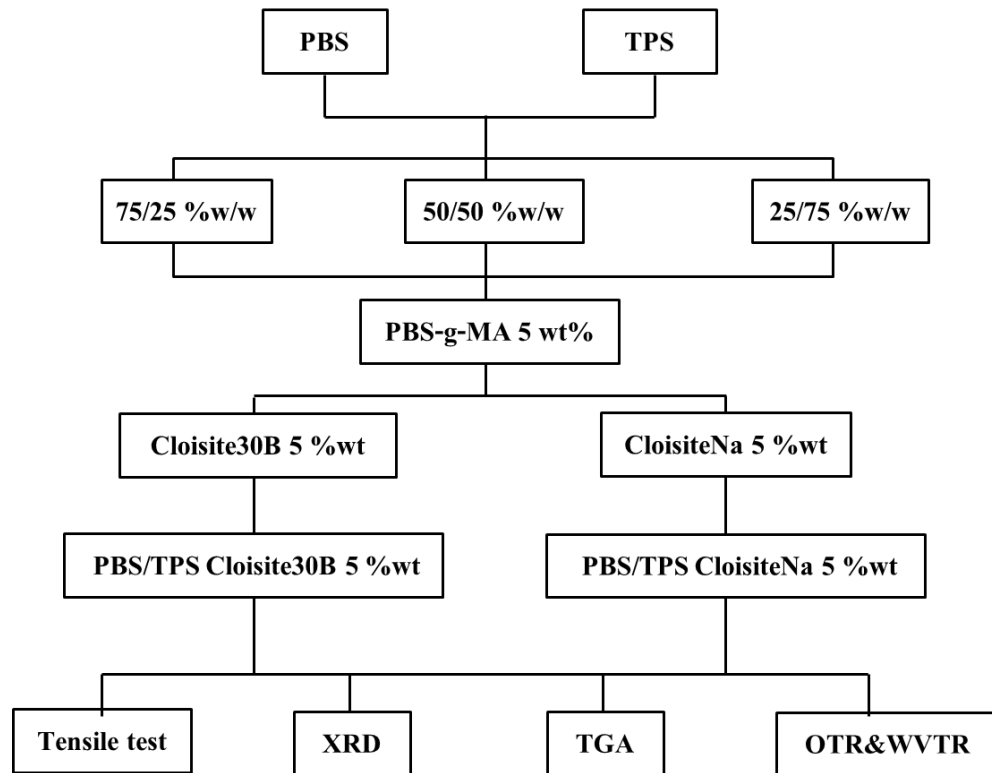 PBS
TPS
75/25 %w/w
50/50 %w/w
25/75 %w/w
PBS-g-MA 5 wt%
Cloisite30B 5 %wt
CloisiteNa 5 %wt
PBS/TPS Cloisite30B 5 %wt
PBS/TPS CloisiteNa 5 %wt
Tensile test
XRD
TGA
OTR&WVTR